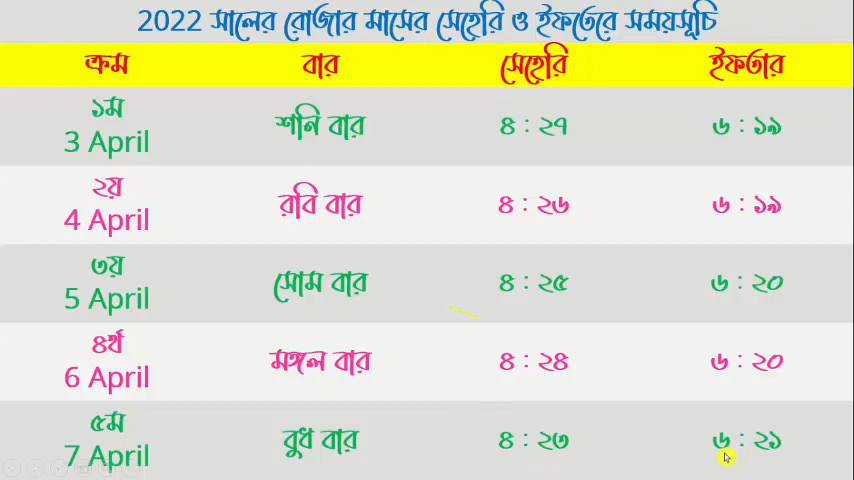 2022 সালের রোজার মাসের সেহেরি ও ইফতেরে সময়সূচি
ক্রম বার সেহেরি ইফতার
১ম
3 April শনি বার ৪ : ২৭ ৬ : ১৯
২য়
4 April রবি বার ৪ : ২৬ ৬ : ১৯
৩য়
5 April সোম বার ৪ : ২৫ ৬ : ২০
৪র্থ
6 April মঙ্গল বার ৪ : ২৪ ৬ : ২০
৫ম
7 April বুধ বার ৪ : ২৩ ৬ : ২১